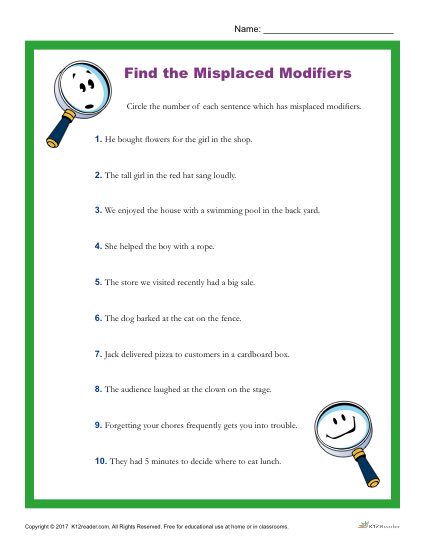 Name: ____________________
Find the Misplaced Modifiers
Circle the number of each sentence which has misplaced modifiers.
1. He bought flowers for the girl in the shop.
2. The tall girl in the red hat sang loudly.
3. We enjoyed the house with a swimming pool in the back yard.
4. She helped the boy with a rope.
5. The store we visited recently had a big sale.
6. The dog barked at the cat on the fence.
7. Jack delivered pizza to customers in a cardboard box.
8. The audience laughed at the clown on the stage.
9. Forgetting your chores frequently gets you into trouble.
10. They had 5 minutes to decide where to eat lunch.
Copyright © 2017 K12reader.com. All Rights Reserved. Free for educational use at home or in classrooms.
K12Reader